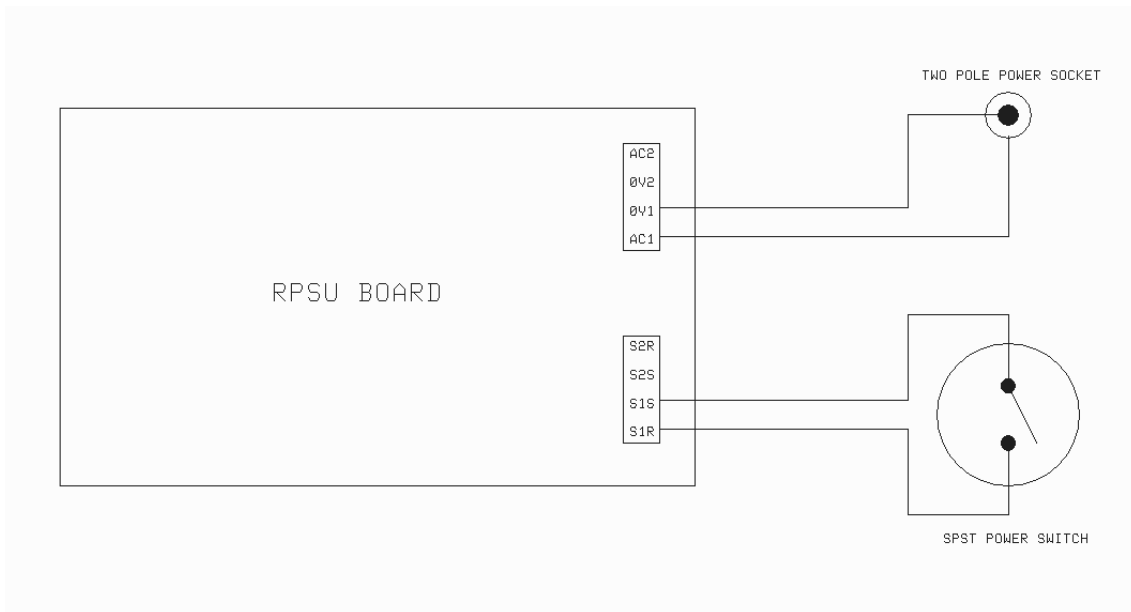 TWO POLE POWER SOCKET
AC2
0V2
0V1
AC1
RPSU BOARD
S2R
S2S
S1S
S1R
SPST POWER SWITCH